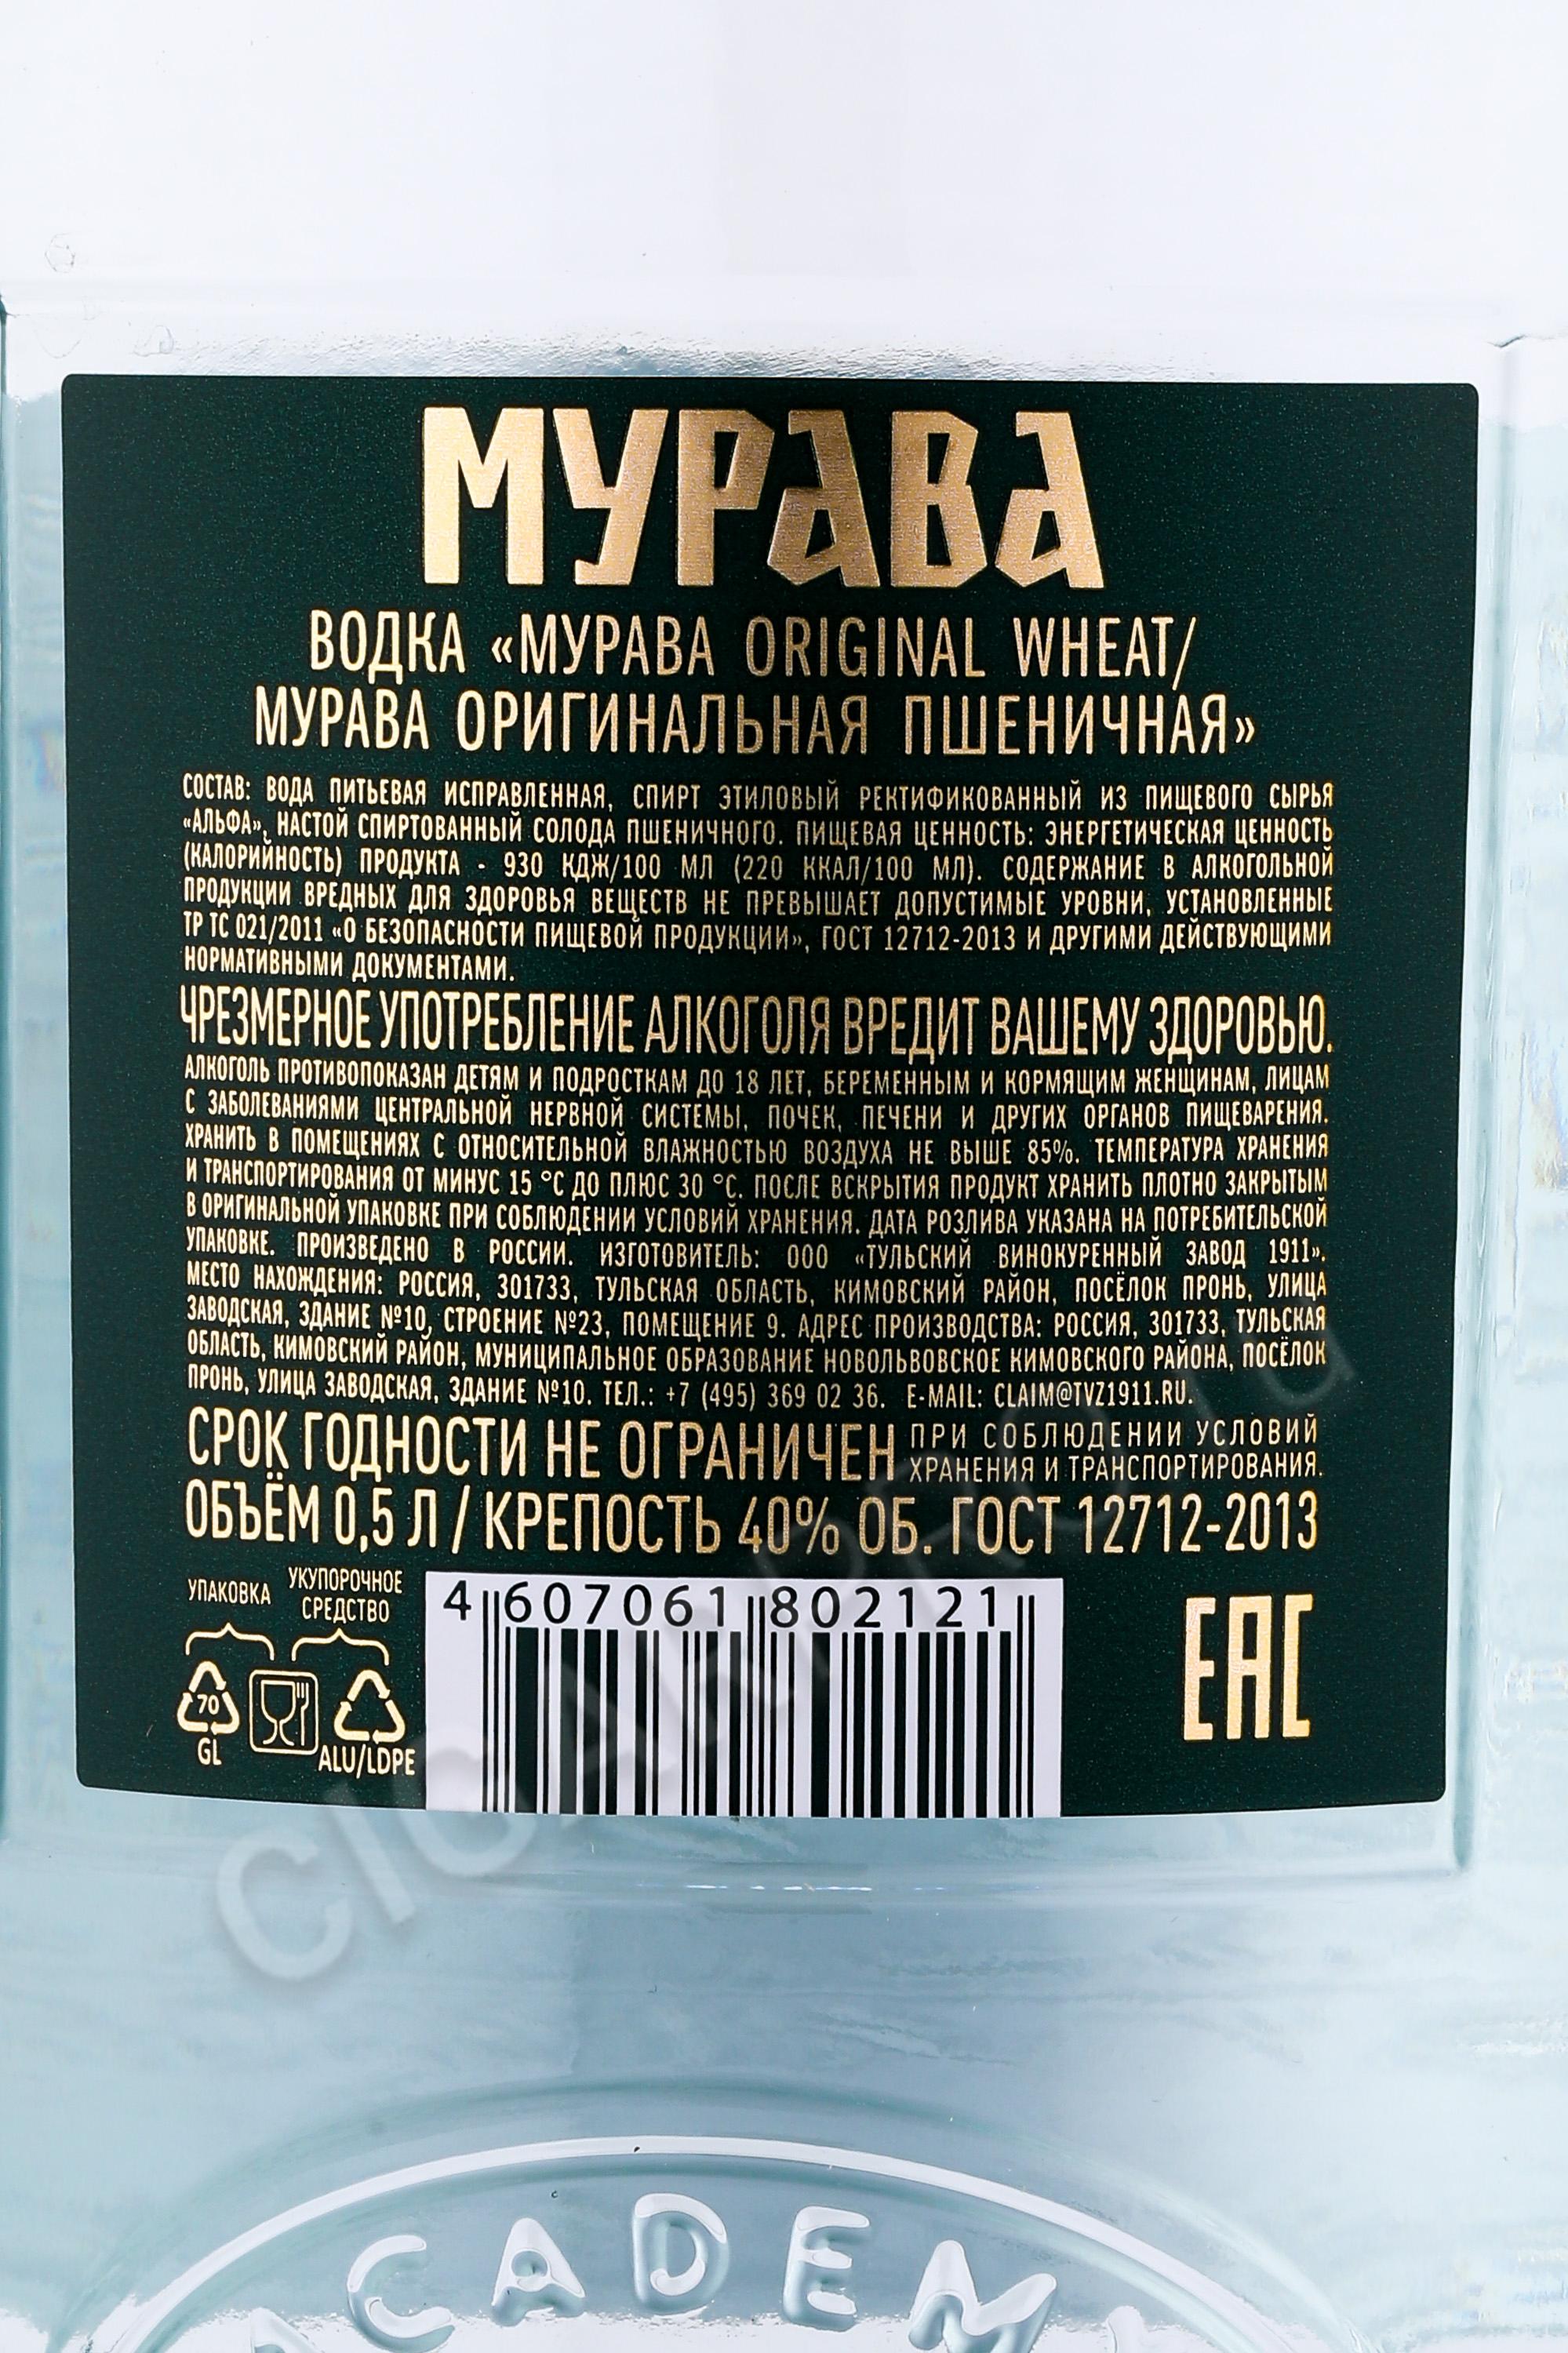 МУРАВА
ВОДКА «МУРАВА ORIGINAL WHEAT/
МУРАВА ОРИГИНАЛЬНАЯ ПШЕНИЧНАЯ»
СОСТАВ: ВОДА ПИТЬЕВАЯ ИСПРАВЛЕННАЯ, СПИРТ ЭТИЛОВЫЙ РЕКТИФИКОВАННЫЙ ИЗ ПИЩЕВОГО СЫРЬЯ
«АЛЬФА», НАСТОЙ СПИРТОВАННЫЙ СОЛОДА ПШЕНИЧНОГО. ПИЩЕВАЯ ЦЕННОСТЬ: ЭНЕРГЕТИЧЕСКАЯ ЦЕННОСТЬ
(КАЛОРИЙНОСТЬ) ПРОДУКТА - 930 КДЖ/100 МЛ (220 ККАЛ/100 МЛ). СОДЕРЖАНИЕ В АЛКОГОЛЬНОЙ
ПРОДУКЦИИ ВРЕДНЫХ ДЛЯ ЗДОРОВЬЯ ВЕЩЕСТВ НЕ ПРЕВЫШАЕТ ДОПУСТИМЫЕ УРОВНИ, УСТАНОВЛЕННЫЕ
ТР ТС 021/2011 «О БЕЗОПАСНОСТИ ПИЩЕВОЙ ПРОДУКЦИИ», ГОСТ 12712-2013 И ДРУГИМИ ДЕЙСТВУЮЩИМИ
НОРМАТИВНЫМИ ДОКУМЕНТАМИ.
ЧРЕЗМЕРНОЕ УПОТРЕБЛЕНИЕ АЛКОГОЛЯ ВРЕДИТ ВАШЕМУ ЗДОРОВЬЮ.
АЛКОГОЛЬ ПРОТИВОПОКАЗАН ДЕТЯМ И ПОДРОСТКАМ ДО 18 ЛЕТ, БЕРЕМЕННЫМ И КОРМЯЩИМ ЖЕНЩИНАМ, ЛИЦАМ
С ЗАБОЛЕВАНИЯМИ ЦЕНТРАЛЬНОЙ НЕРВНОЙ СИСТЕМЫ, ПОЧЕК, ПЕЧЕНИ И ДРУГИХ ОРГАНОВ ПИЩЕВАРЕНИЯ.
ХРАНИТЬ В ПОМЕЩЕНИЯХ С ОТНОСИТЕЛЬНОЙ ВЛАЖНОСТЬЮ ВОЗДУХА НЕ ВЫШЕ 85%. ТЕМПЕРАТУРА ХРАНЕНИЯ
И ТРАНСПОРТИРОВАНИЯ ОТ МИНУС 15 °С ДО ПЛЮС 30 °С. ПОСЛЕ ВСКРЫТИЯ ПРОДУКТ ХРАНИТЬ ПЛОТНО ЗАКРЫТЫМ
В ОРИГИНАЛЬНОЙ УПАКОВКЕ ПРИ СОБЛЮДЕНИИ УСЛОВИЙ ХРАНЕНИЯ. ДАТА РОЗЛИВА УКАЗАНА НА ПОТРЕБИТЕЛЬСКОЙ
УПАКОВКЕ. ПРОИЗВЕДЕНО В РОССИИ. ИЗГОТОВИТЕЛЬ: ООО «ТУЛЬСКИЙ ВИНОКУРЕННЫЙ ЗАВОД 1911».
МЕСТО НАХОЖДЕНИЯ: РОССИЯ, 301733, ТУЛЬСКАЯ ОБЛАСТЬ, КИМОВСКИЙ РАЙОН, ПОСЁЛОК ПРОНЬ, УЛИЦА
ЗАВОДСКАЯ, ЗДАНИЕ №10, СТРОЕНИЕ №23, ПОМЕЩЕНИЕ 9. АДРЕС ПРОИЗВОДСТВА: РОССИЯ, 301733, ТУЛЬСКАЯ
ОБЛАСТЬ, КИМОВСКИЙ РАЙОН, МУНИЦИПАЛЬНОЕ ОБРАЗОВАНИЕ НОВОЛЬВОВСКОЕ КИМОВСКОГО РАЙОНА, ПОСЁЛОК
ПРОНЬ, УЛИЦА ЗАВОДСКАЯ, ЗДАНИЕ №10. ТЕЛ.: +7 (495) 369 02 36. E-MAIL: CLAIM@TVZ1911.RU.
СРОК ГОДНОСТИ НЕ ОГРАНИЧЕН ПРИ СОБЛЮДЕНИИ УСЛОВИЙ
ХРАНЕНИЯ И ТРАНСПОРТИРОВАНИЯ.
ОБЪЁМ 0,5 Л / КРЕПОСТЬ 40% ОБ. ГОСТ 12712-2013
УПАКОВКА УКУПОРОЧНОЕ
СРЕДСТВО
4 607061 802121
EAC
70
GL
ALU/LDPE
CADEM